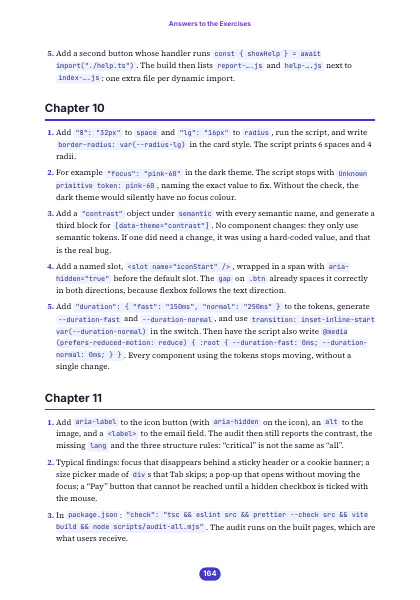 Answers to the Exercises
5. Add a second button whose handler runs const { showHelp } = await
import("./help.ts"). The build then lists report-….js and help-….js next to
index-….js: one extra file per dynamic import.
Chapter 10
1. Add "8": "32px" to space and "lg": "16px" to radius, run the script, and write
border-radius: var(--radius-lg) in the card style. The script prints 6 spaces and 4
radii.
2. For example "focus": "pink-60" in the dark theme. The script stops with Unknown
primitive token: pink-60, naming the exact value to fix. Without the check, the
dark theme would silently have no focus colour.
3. Add a "contrast" object under semantic with every semantic name, and generate a
third block for [data-theme="contrast"]. No component changes: they only use
semantic tokens. If one did need a change, it was using a hard-coded value, and that
is the real bug.
4. Add a named slot, <slot name="iconStart" />, wrapped in a span with aria-
hidden="true" before the default slot. The gap on .btn already spaces it correctly
in both directions, because flexbox follows the text direction.
5. Add "duration": { "fast": "150ms", "normal": "250ms" } to the tokens, generate
--duration-fast and --duration-normal, and use transition: inset-inline-start
var(--duration-normal) in the switch. Then have the script also write @media
(prefers-reduced-motion: reduce) { :root { --duration-fast: 0ms; --duration-
normal: 0ms; } }. Every component using the tokens stops moving, without a
single change.
Chapter 11
1. Add aria-label to the icon button (with aria-hidden on the icon), an alt to the
image, and a <label> to the email field. The audit then still reports the contrast, the
missing lang and the three structure rules: “critical” is not the same as “all”.
2. Typical findings: focus that disappears behind a sticky header or a cookie banner; a
size picker made of divs that Tab skips; a pop-up that opens without moving the
focus; a “Pay” button that cannot be reached until a hidden checkbox is ticked with
the mouse.
3. In package.json: "check": "tsc && eslint src && prettier --check src && vite
build && node scripts/audit-all.mjs". The audit runs on the built pages, which are
what users receive.
164